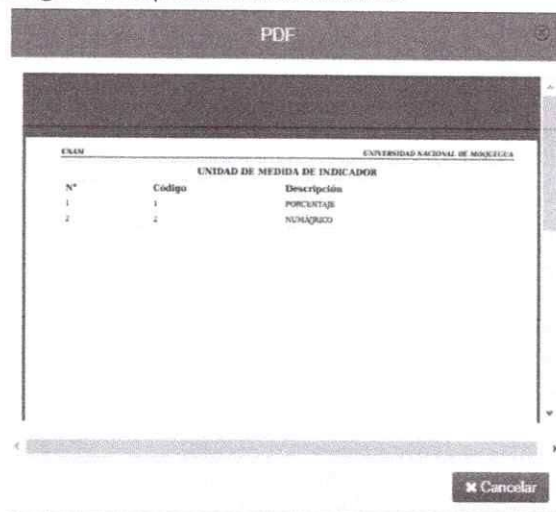 PDF
UNAM UNIVERSIDAD NACIONAL DE MOQUEGUA
UNIDAD DE MEDIDA DE INDICADOR
N° Código Descripción
1 1 PORCENTAJE
2 2
✖ Cancelar